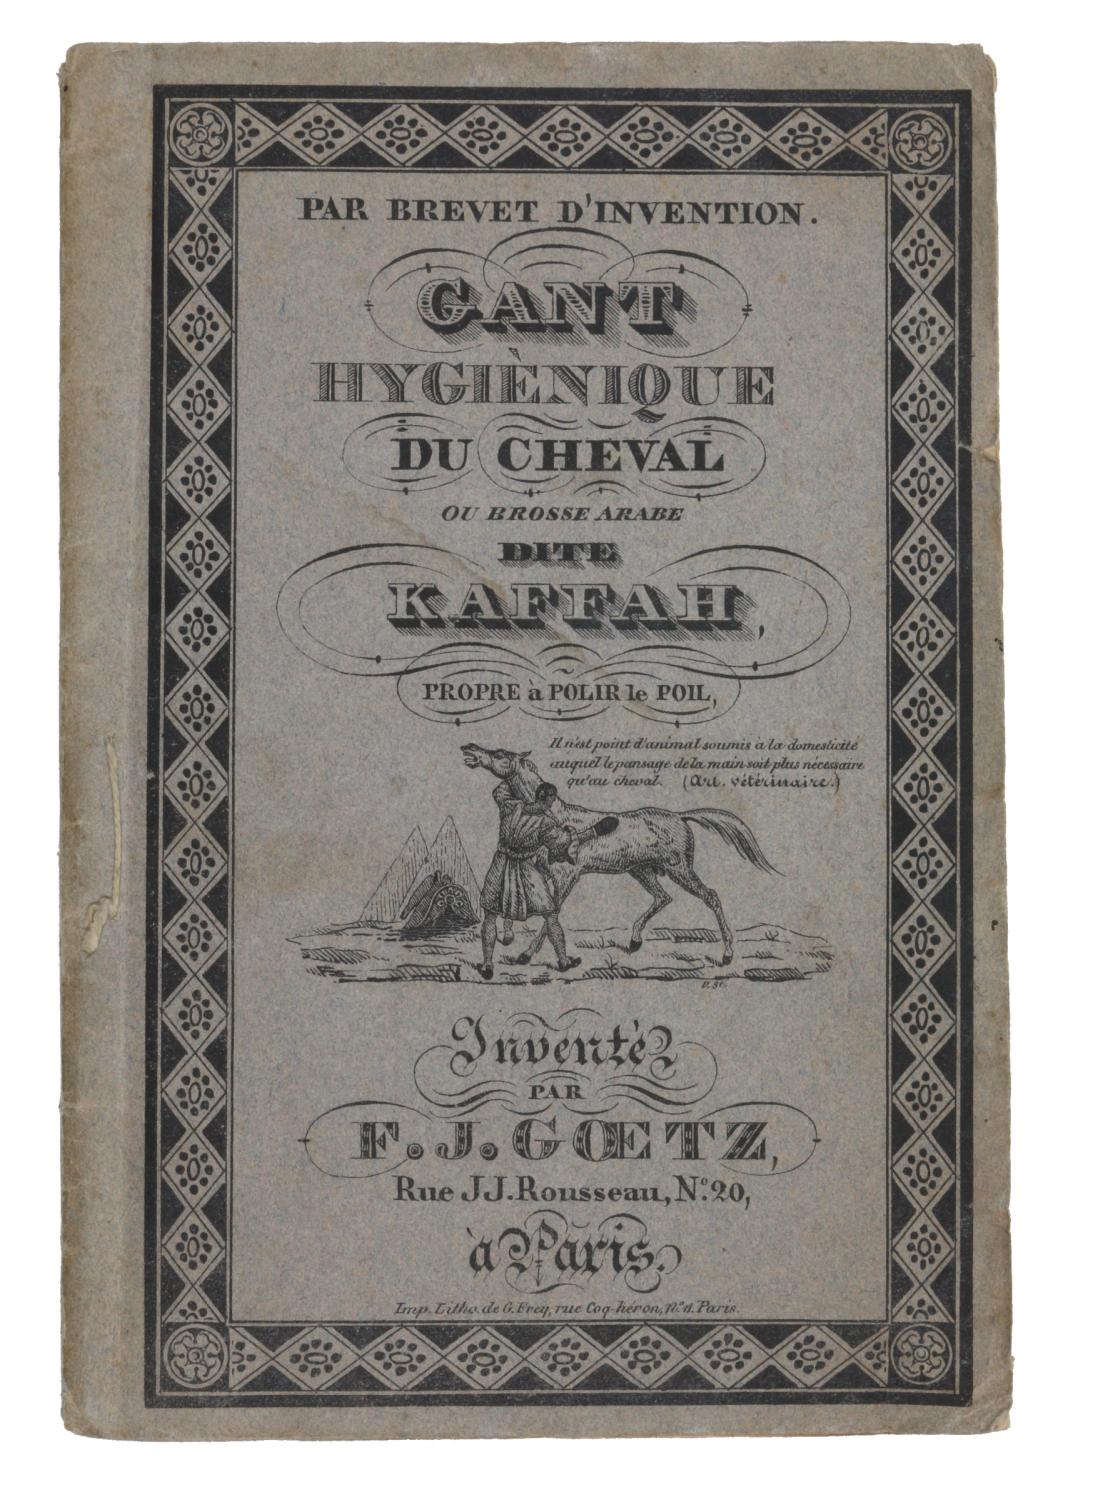 PAR BREVET D'INVENTION.
GANT
HYGIÈNIQUE
DU CHEVAL
OU BROSSE ARABE
DITE
KAFFAH,
PROPRE à POLIR le POIL,
Il n'est point d'animal soumis à la domesticité
auquel le pansage de la main soit plus nécessaire
qu'au cheval. (Art. vétérinaire.)
Inventé
PAR
F. J. GŒTZ,
Rue J.J. Rousseau, N.º 20,
à Paris.
Imp. Litho. de G. Frey, rue Coq-héron, Paris.